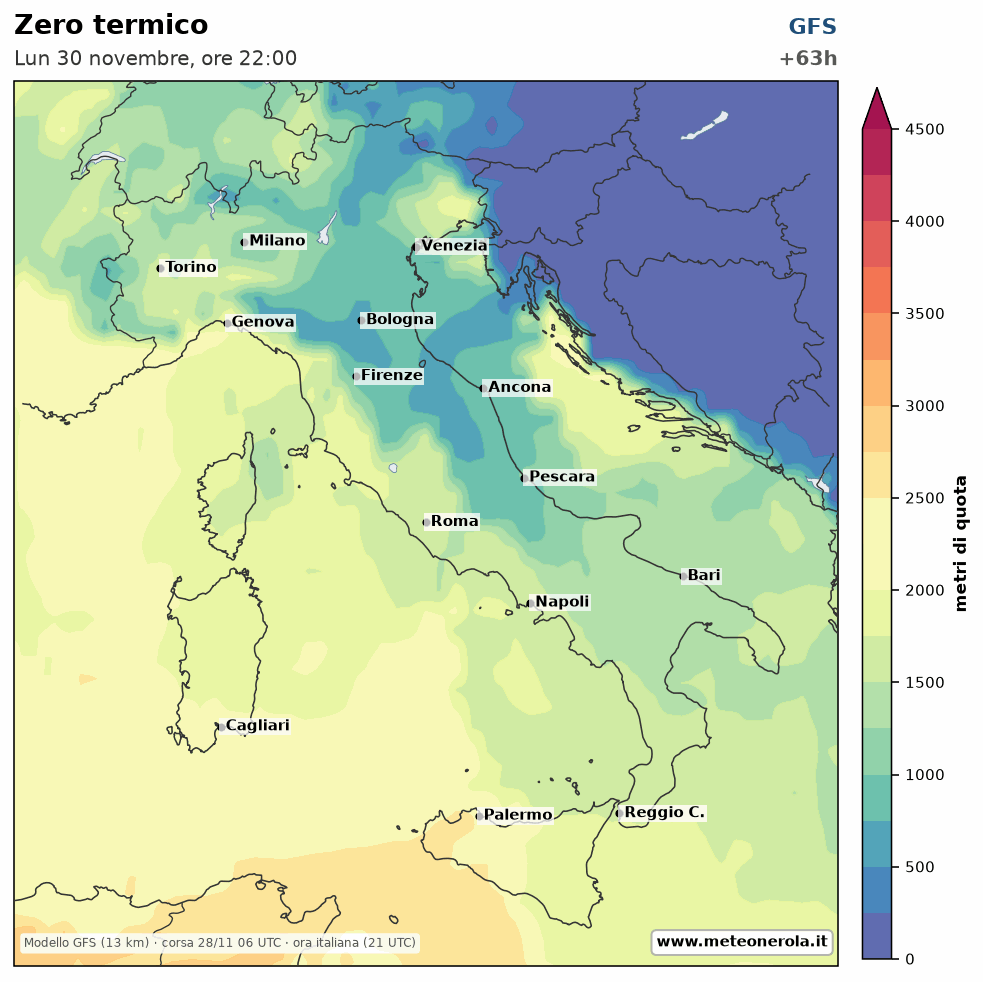 Zero termico
GFS
Lun 30 novembre, ore 22:00
+63h
Milano
Venezia
Torino
Genova
Bologna
Firenze
Ancona
Pescara
Roma
Bari
Napoli
Cagliari
Palermo
Reggio C.
4500
4000
3500
3000
2500
2000
1500
1000
500
0
metri di quota
Modello GFS (13 km) · corsa 28/11 06 UTC · ora italiana (21 UTC)
www.meteonerola.it